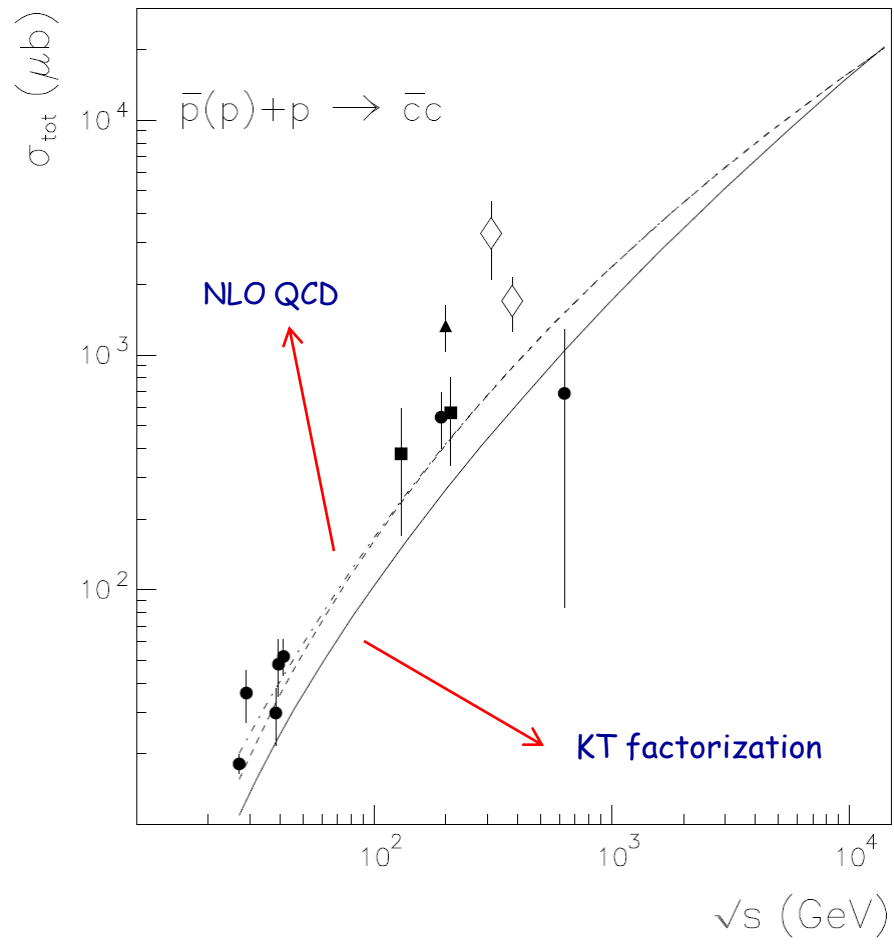 σtot (μb)
p̅(p)+p → c̅c
10⁴
NLO QCD
10³
10²
KT factorization
10² 10³ 10⁴
√s (GeV)